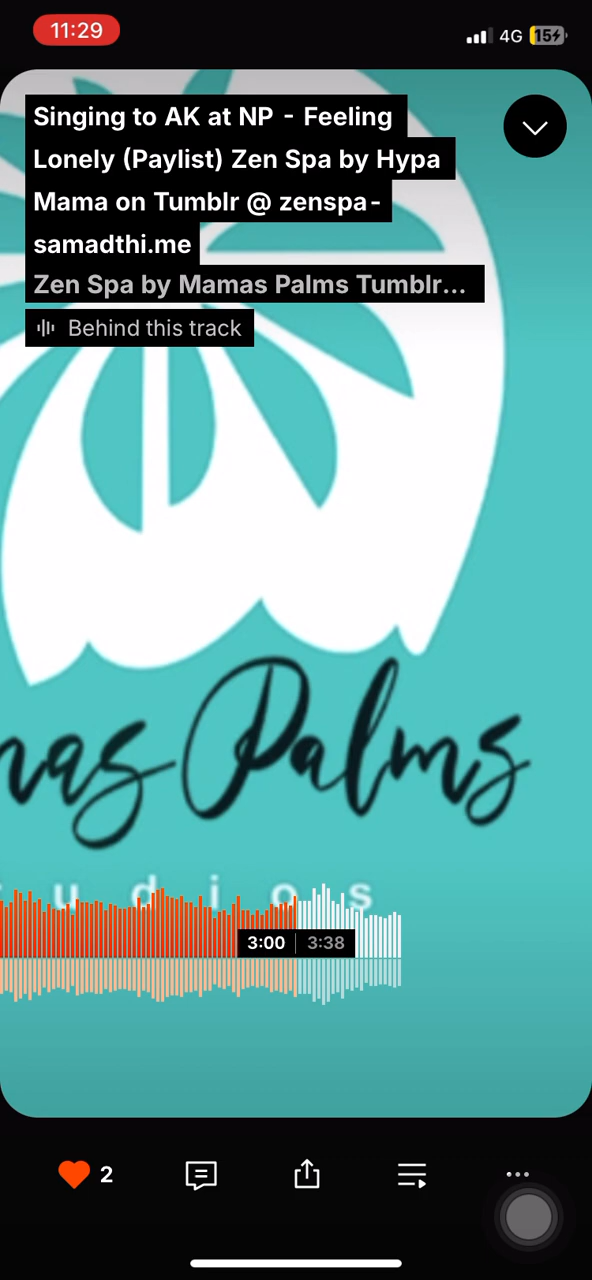 11:29
4G 15
Singing to AK at NP - Feeling
Lonely (Paylist) Zen Spa by Hypa
Mama on Tumblr @ zenspa-
samadthi.me
Zen Spa by Mamas Palms Tumblr...
Behind this track
nas Palms
u d i o s
3:00 3:38
2